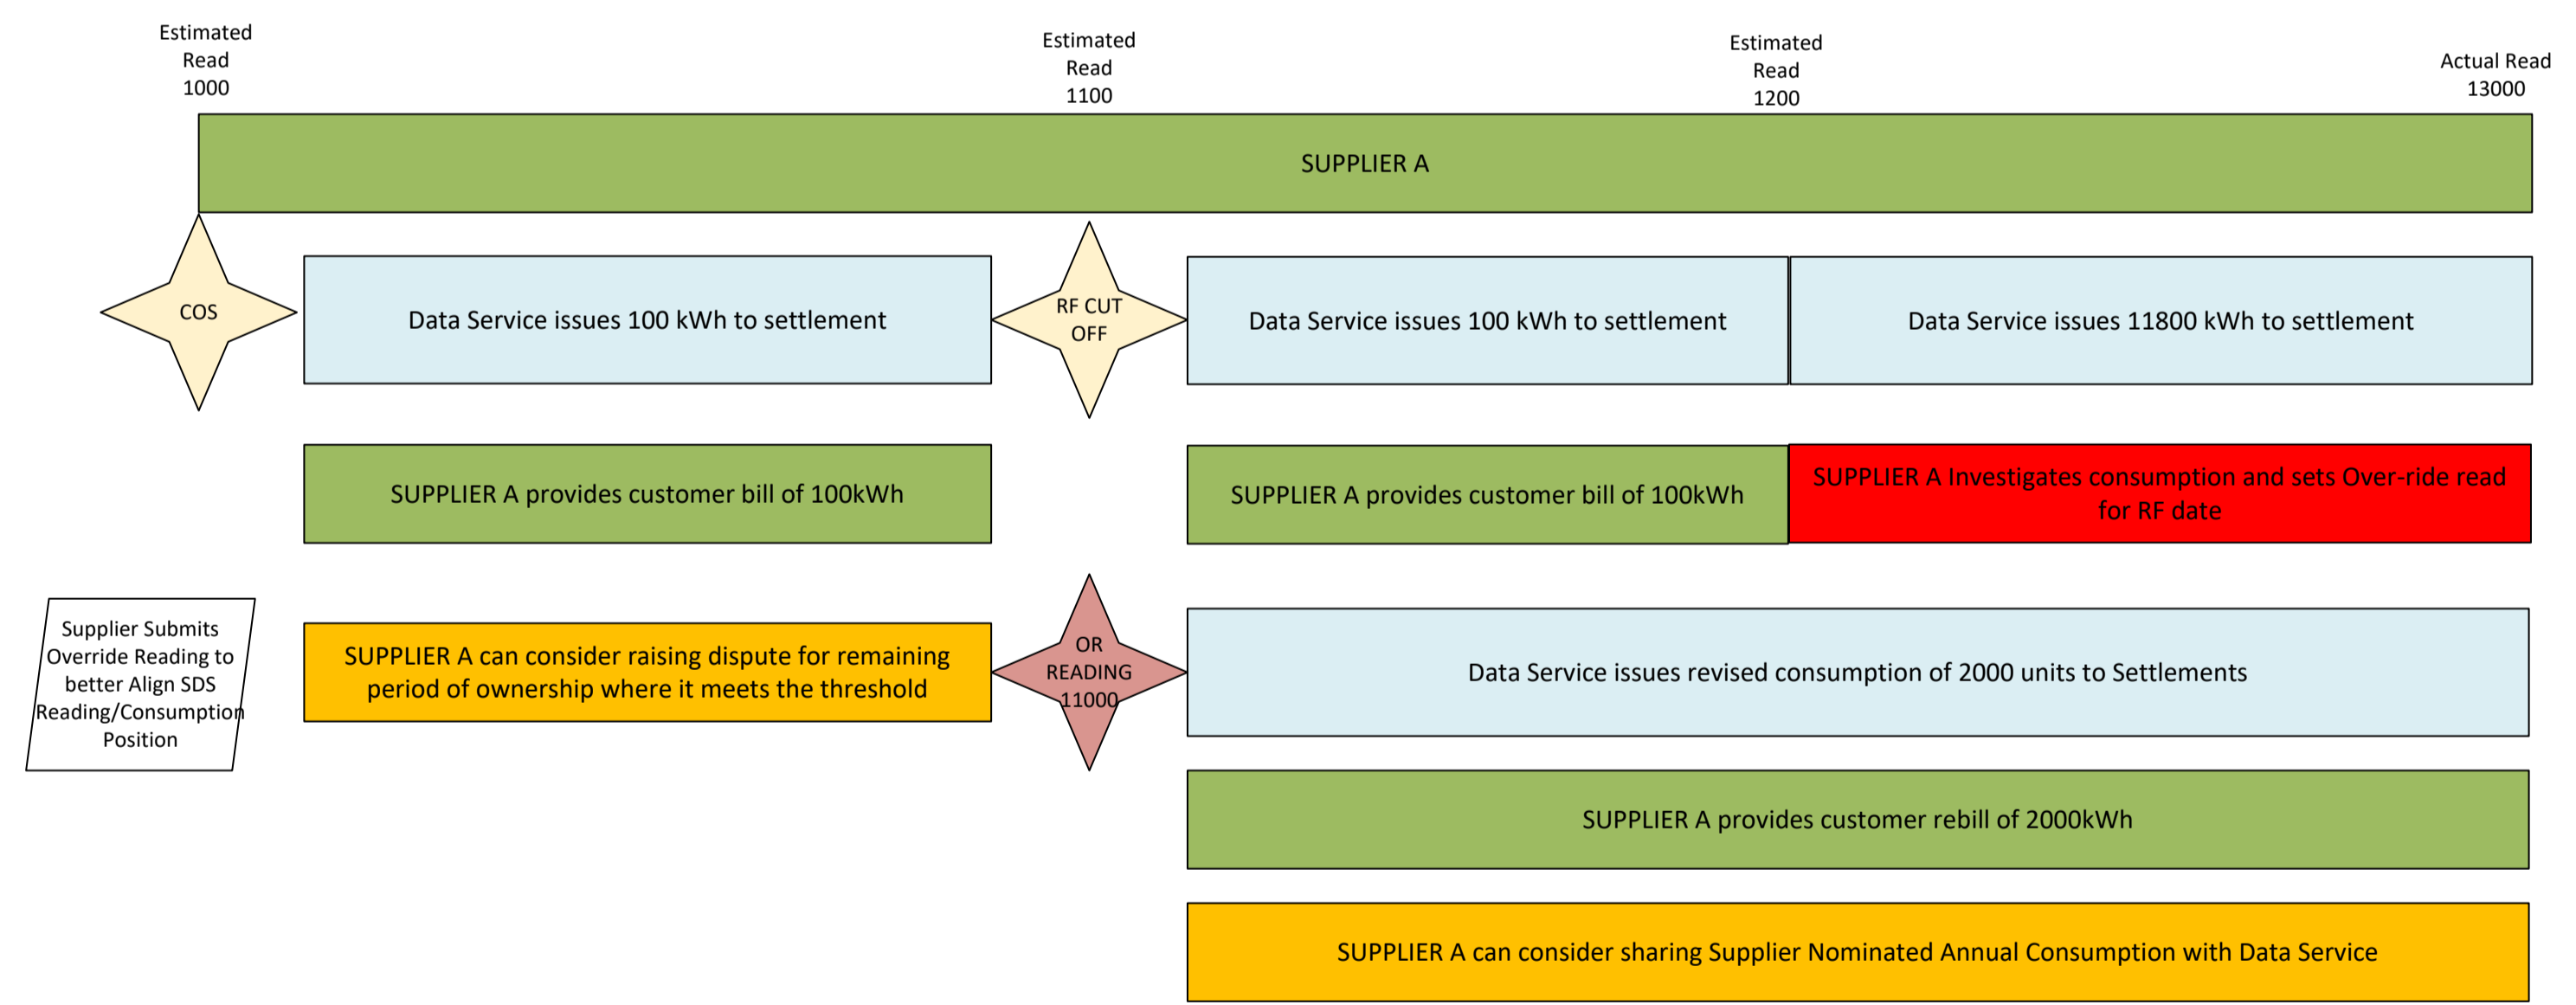 Estimated
Read
1000
Estimated
Read
1100
Estimated
Read
1200
Actual Read
13000
SUPPLIER A
COS
Data Service issues 100 kWh to settlement
RF CUT
OFF
Data Service issues 100 kWh to settlement
Data Service issues 11800 kWh to settlement
SUPPLIER A provides customer bill of 100kWh
SUPPLIER A provides customer bill of 100kWh
SUPPLIER A Investigates consumption and sets Over-ride read
for RF date
Supplier Submits
Override Reading to
better Align SDS
Reading/Consumption
Position
SUPPLIER A can consider raising dispute for remaining
period of ownership where it meets the threshold
OR
READING
11000
Data Service issues revised consumption of 2000 units to Settlements
SUPPLIER A provides customer rebill of 2000kWh
SUPPLIER A can consider sharing Supplier Nominated Annual Consumption with Data Service